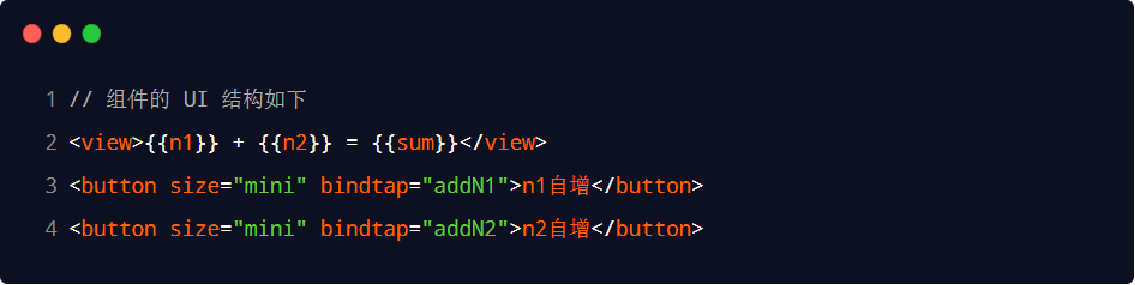 1 // 组件的 UI 结构如下
2 <view>{{n1}} + {{n2}} = {{sum}}</view>
3 <button size="mini" bindtap="addN1">n1自增</button>
4 <button size="mini" bindtap="addN2">n2自增</button>